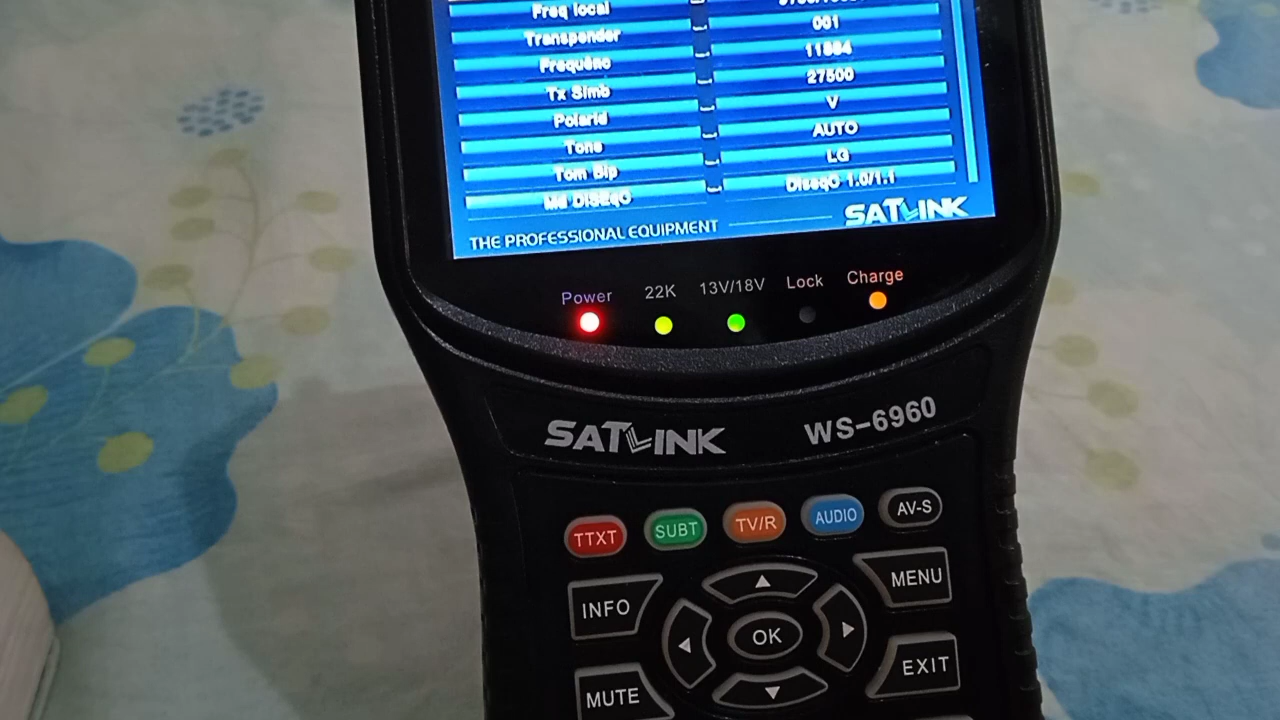 Freq local
Transponder 001
Frequênc 11884
Tx Simb 27500
Polarid V
Tone AUTO
Tom Bip LG
Md DISEqC DiseqC 1.0/1.1
THE PROFESSIONAL EQUIPMENT SATLINK
Power 22K 13V/18V Lock Charge
SATLINK WS-6960
TTXT SUBT TV/R AUDIO AV-S
INFO MENU
OK
MUTE EXIT